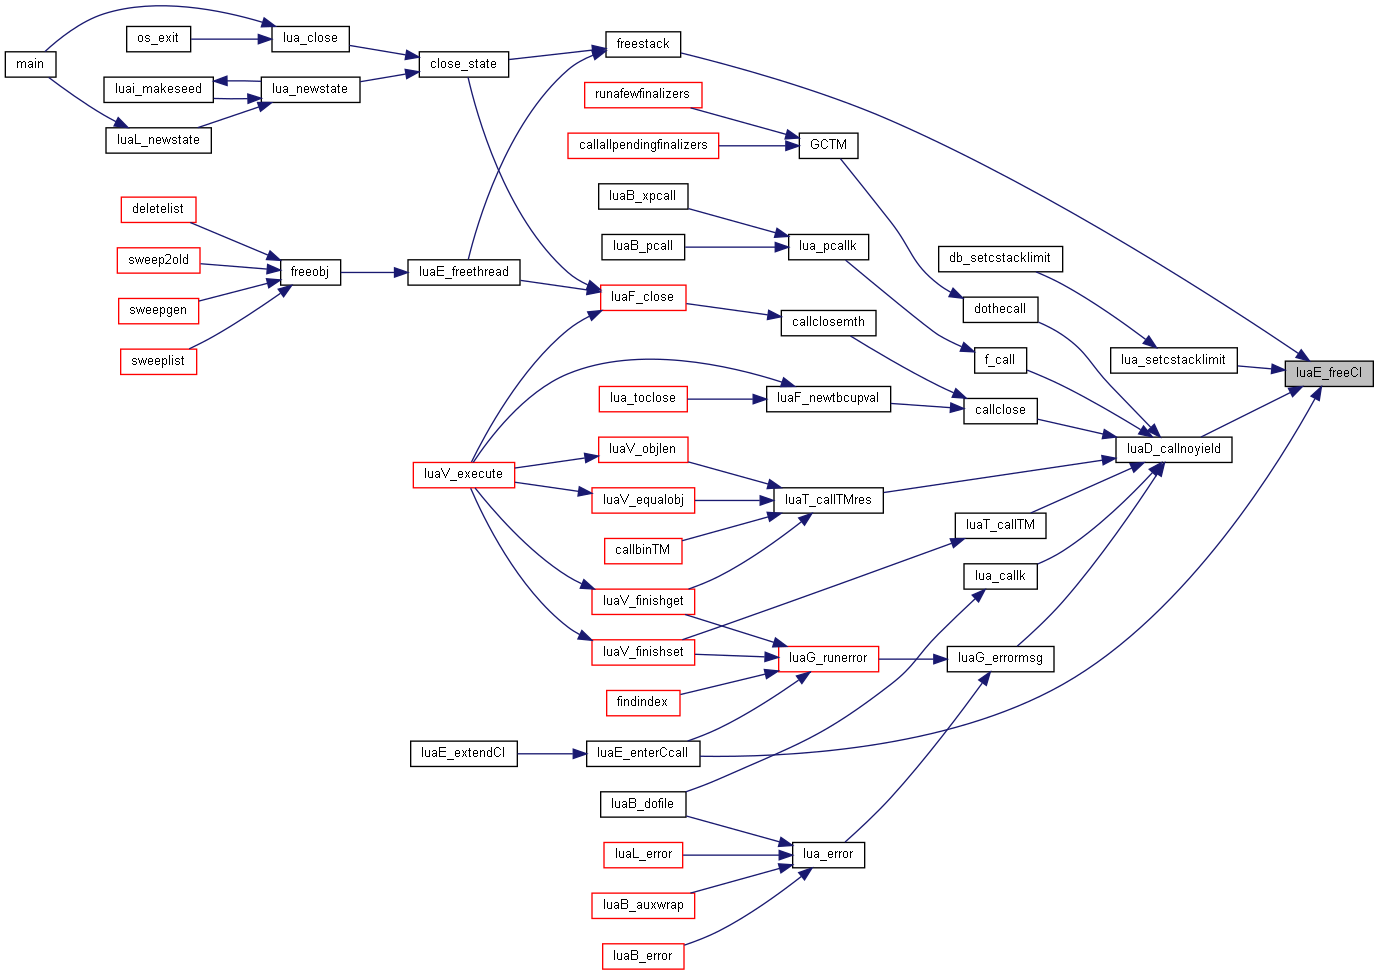 main
os_exit
lua_close
luai_makeseed
lua_newstate
luaL_newstate
close_state
freestack
runafewfinalizers
callallpendingfinalizers
GCTM
luaB_xpcall
luaB_pcall
lua_pcallk
deletelist
sweep2old
sweepgen
sweeplist
freeobj
luaE_freethread
luaF_close
callclosemth
db_setcstacklimit
dothecall
f_call
lua_setcstacklimit
luaE_freeCI
lua_toclose
luaF_newtbcupval
callclose
luaD_callnoyield
luaV_execute
luaV_objlen
luaV_equalobj
luaT_callTMres
callbinTM
luaT_callTM
lua_callk
luaV_finishget
luaV_finishset
luaG_runerror
luaG_errormsg
findindex
luaE_extendCI
luaE_enterCcall
luaB_dofile
luaL_error
lua_error
luaB_auxwrap
luaB_error